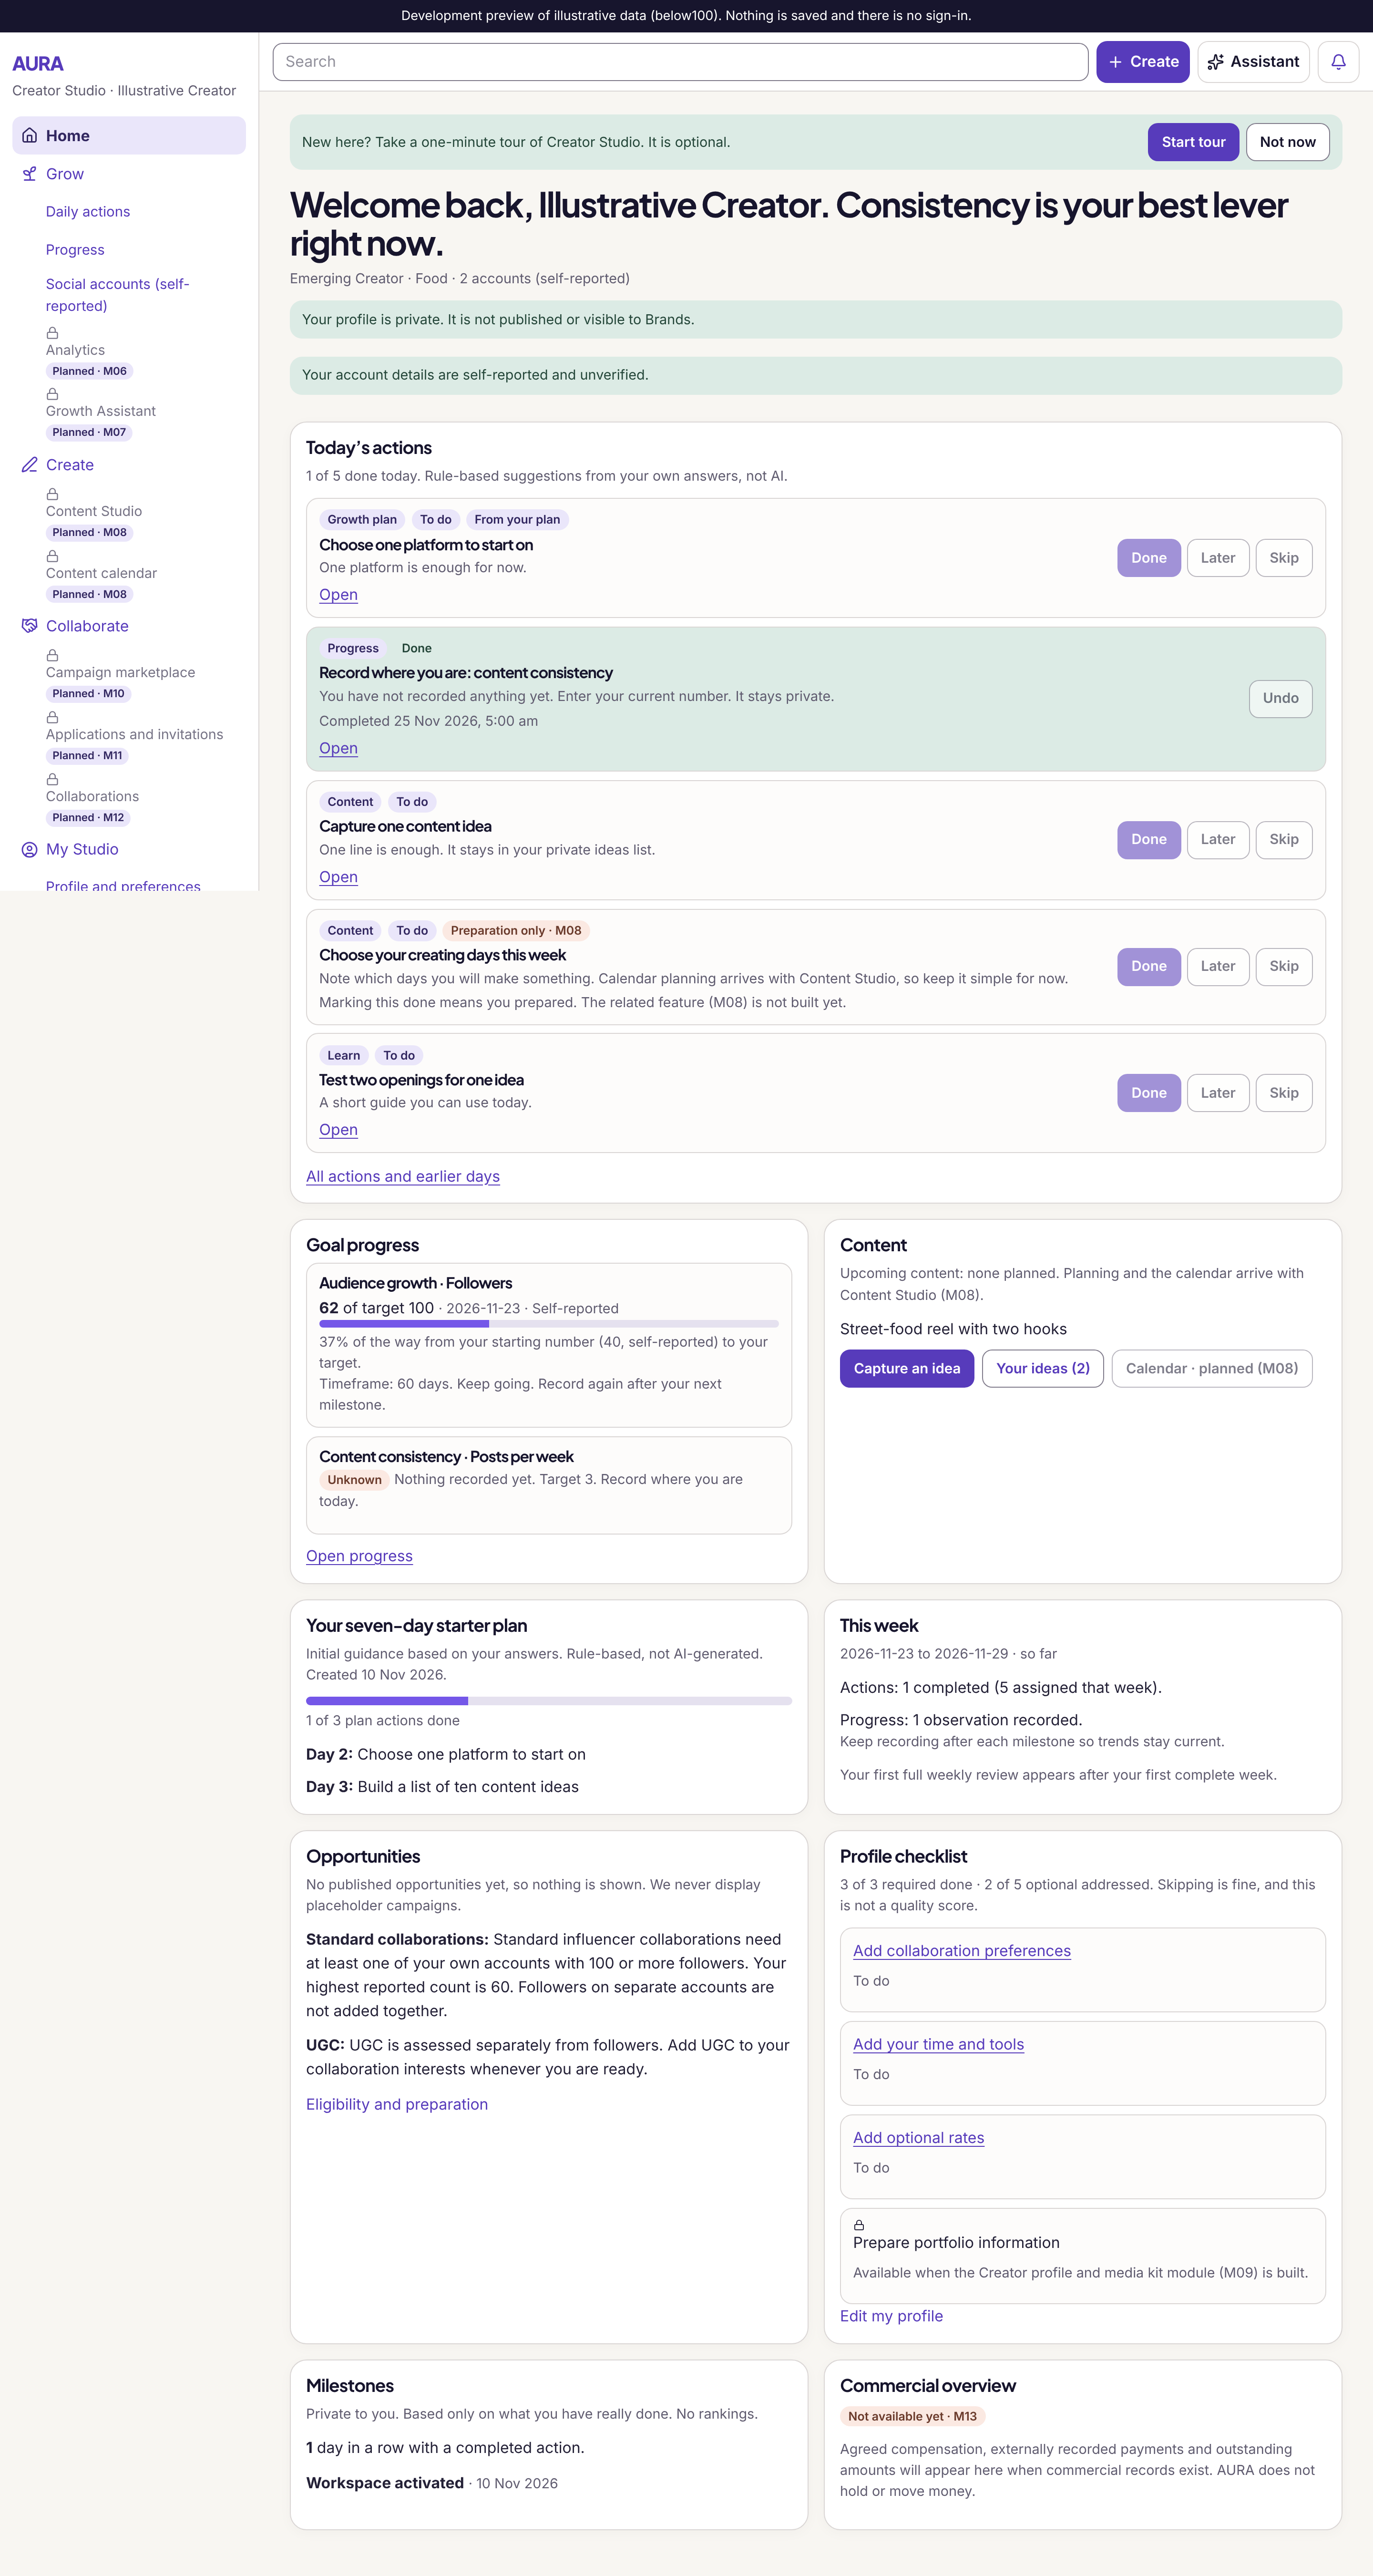 Development preview of illustrative data (below100). Nothing is saved and there is no sign-in.
AURA
Creator Studio · Illustrative Creator
Home
Grow
Daily actions
Progress
Social accounts (self-
reported)
Analytics
Planned · M06
Growth Assistant
Planned · M07
Create
Content Studio
Planned · M08
Content calendar
Planned · M08
Collaborate
Campaign marketplace
Planned · M10
Applications and invitations
Planned · M11
Collaborations
Planned · M12
My Studio
Profile and preferences
Search
Create
Assistant
New here? Take a one-minute tour of Creator Studio. It is optional.
Start tour
Not now
Welcome back, Illustrative Creator. Consistency is your best lever
right now.
Emerging Creator · Food · 2 accounts (self-reported)
Your profile is private. It is not published or visible to Brands.
Your account details are self-reported and unverified.
Today’s actions
1 of 5 done today. Rule-based suggestions from your own answers, not AI.
Growth plan To do From your plan
Choose one platform to start on
One platform is enough for now.
Open
Done Later Skip
Progress Done
Record where you are: content consistency
You have not recorded anything yet. Enter your current number. It stays private.
Completed 25 Nov 2026, 5:00 am
Open
Undo
Content To do
Capture one content idea
One line is enough. It stays in your private ideas list.
Open
Done Later Skip
Content To do Preparation only · M08
Choose your creating days this week
Note which days you will make something. Calendar planning arrives with Content Studio, so keep it simple for now.
Marking this done means you prepared. The related feature (M08) is not built yet.
Done Later Skip
Learn To do
Test two openings for one idea
A short guide you can use today.
Open
Done Later Skip
All actions and earlier days
Goal progress
Audience growth · Followers
62 of target 100 · 2026-11-23 · Self-reported
37% of the way from your starting number (40, self-reported) to your
target.
Timeframe: 60 days. Keep going. Record again after your next
milestone.
Content consistency · Posts per week
Unknown Nothing recorded yet. Target 3. Record where you are
today.
Open progress
Content
Upcoming content: none planned. Planning and the calendar arrive with
Content Studio (M08).
Street-food reel with two hooks
Capture an idea Your ideas (2) Calendar · planned (M08)
Your seven-day starter plan
Initial guidance based on your answers. Rule-based, not AI-generated.
Created 10 Nov 2026.
1 of 3 plan actions done
Day 2: Choose one platform to start on
Day 3: Build a list of ten content ideas
This week
2026-11-23 to 2026-11-29 · so far
Actions: 1 completed (5 assigned that week).
Progress: 1 observation recorded.
Keep recording after each milestone so trends stay current.
Your first full weekly review appears after your first complete week.
Opportunities
No published opportunities yet, so nothing is shown. We never display
placeholder campaigns.
Standard collaborations: Standard influencer collaborations need
at least one of your own accounts with 100 or more followers. Your
highest reported count is 60. Followers on separate accounts are
not added together.
UGC: UGC is assessed separately from followers. Add UGC to your
collaboration interests whenever you are ready.
Eligibility and preparation
Profile checklist
3 of 3 required done · 2 of 5 optional addressed. Skipping is fine, and this
is not a quality score.
Add collaboration preferences
To do
Add your time and tools
To do
Add optional rates
To do
Prepare portfolio information
Available when the Creator profile and media kit module (M09) is built.
Edit my profile
Milestones
Private to you. Based only on what you have really done. No rankings.
1 day in a row with a completed action.
Workspace activated · 10 Nov 2026
Commercial overview
Not available yet · M13
Agreed compensation, externally recorded payments and outstanding
amounts will appear here when commercial records exist. AURA does not
hold or move money.